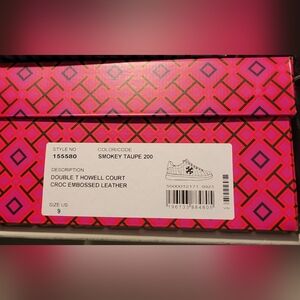 STYLE NO
155580
COLOR/CODE
SMOKEY TAUPE 200
DESCRIPTION
DOUBLE T HOWELL COURT
CROC EMBOSSED LEATHER
SIZE US
9